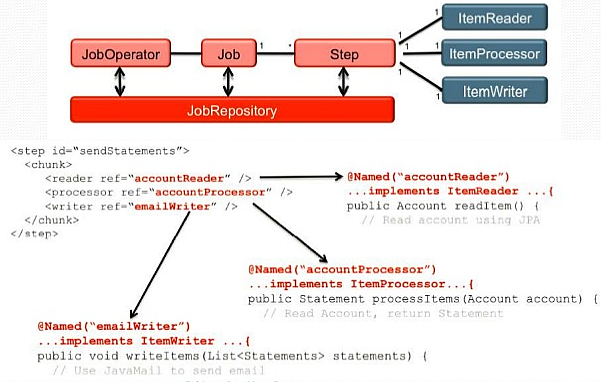 ItemReader
JobOperator
Job
1
*
Step
1
1
1
1
1
1
ItemProcessor
ItemWriter
JobRepository
<step id="sendStatements">
<chunk>
<reader ref="accountReader" />
<processor ref="accountProcessor" />
<writer ref="emailWriter" />
</chunk>
</step>
@Named("accountReader")
...implements ItemReader ...{
public Account readItem() {
// Read account using JPA
@Named("accountProcessor")
...implements ItemProcessor...{
public Statement processItems(Account account) {
// Read Account, return Statement
@Named("emailWriter")
...implements ItemWriter ...{
public void writeItems(List<Statements> statements) {
// Use JavaMail to send email